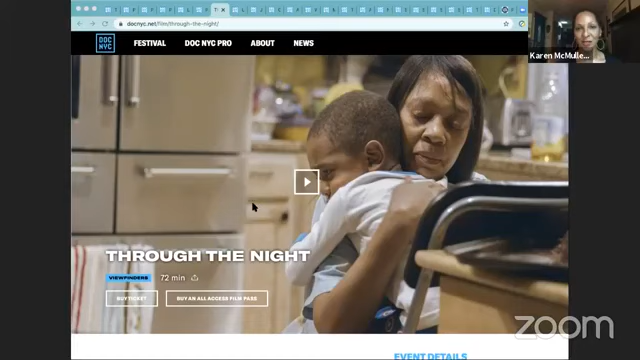 docnyc.net/film/through-the-night/
DOC
NYC
FESTIVAL
DOC NYC PRO
ABOUT
NEWS
Karen McMulle...
THROUGH THE NIGHT
VIEWFINDERS
72 min
BUY TICKET
BUY AN ALL ACCESS FILM PASS
EVENT DETAILS
zoom